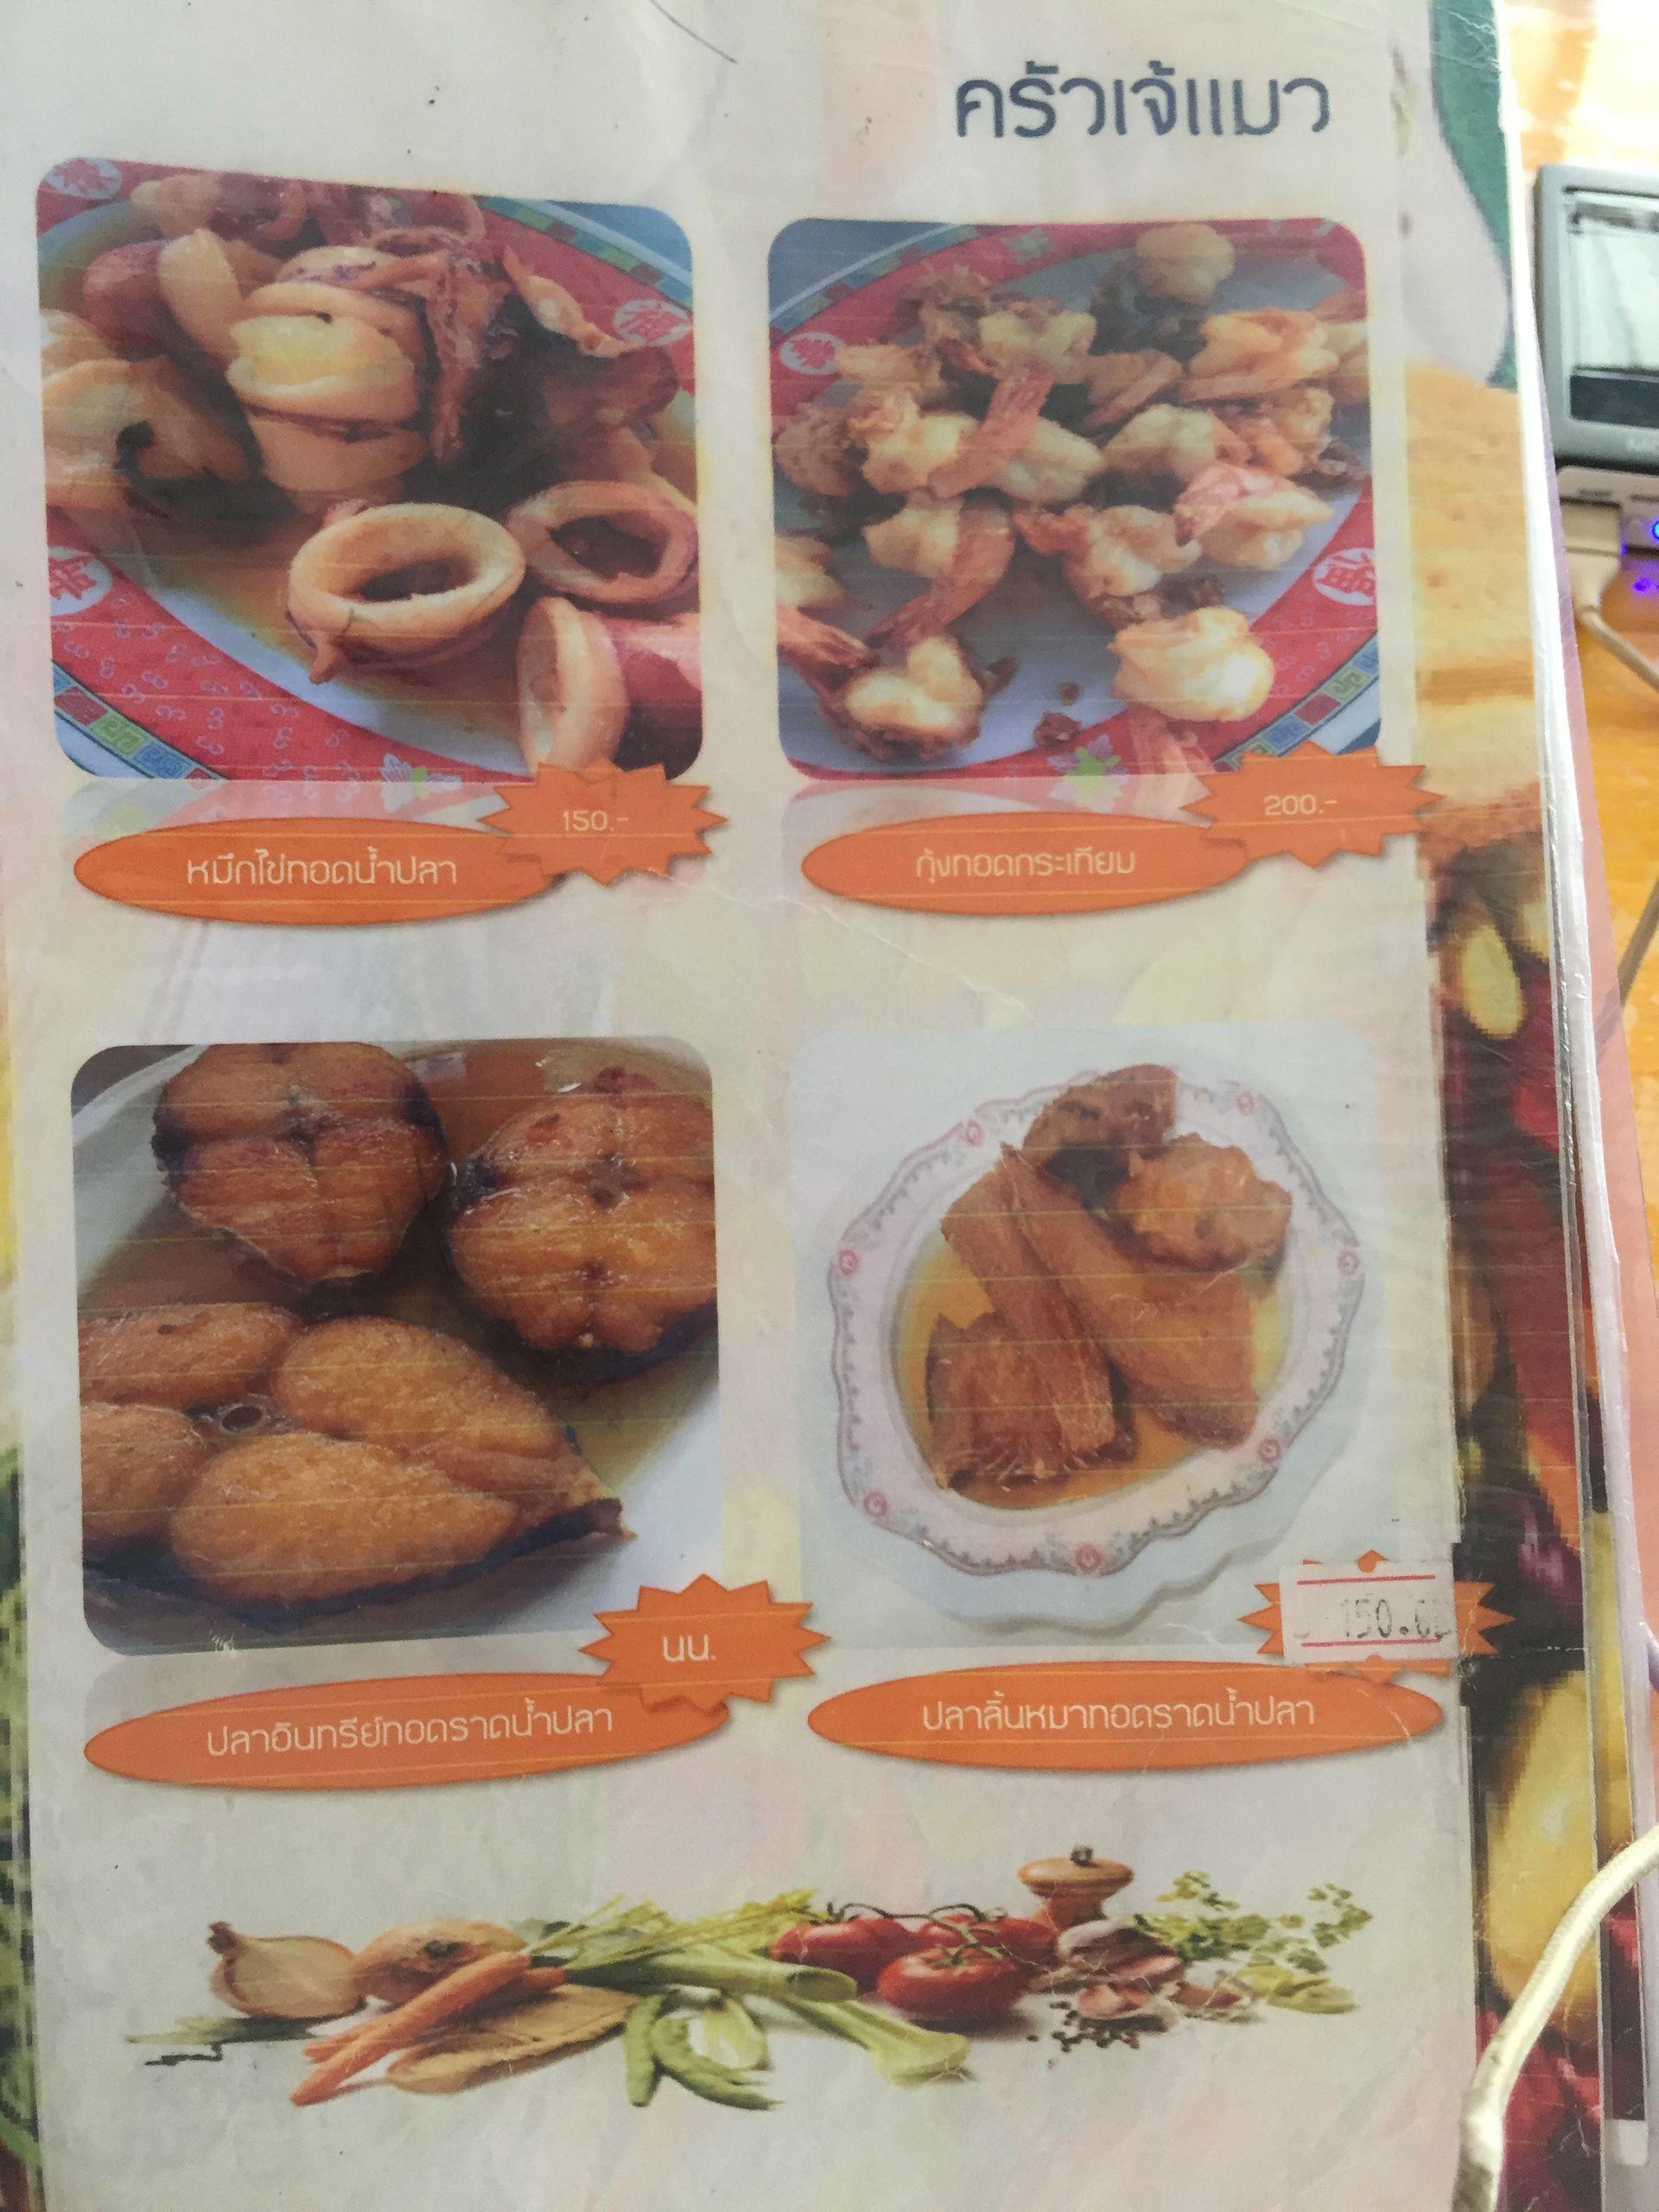 ครัวเจ๊แมว
150.-
หมึกไข่ทอดน้ำปลา
200.-
กุ้งทอดกระเทียม
นน.
ปลาอินทรีย์ทอดราดน้ำปลา
150.00
ปลาลิ้นหมาทอดราดน้ำปลา